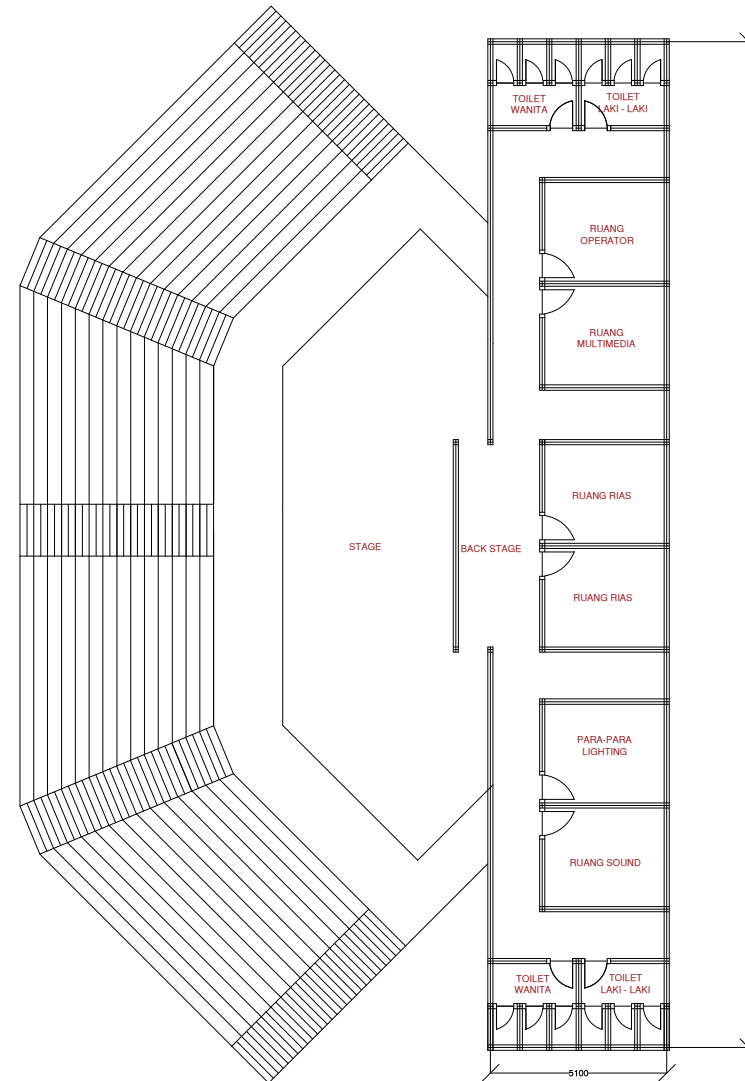 TOILET
WANITA
TOILET
LAKI - LAKI
RUANG
OPERATOR
RUANG
MULTIMEDIA
RUANG RIAS
STAGE
BACK STAGE
RUANG RIAS
PARA-PARA
LIGHTING
RUANG SOUND
TOILET
WANITA
TOILET
LAKI - LAKI
5100